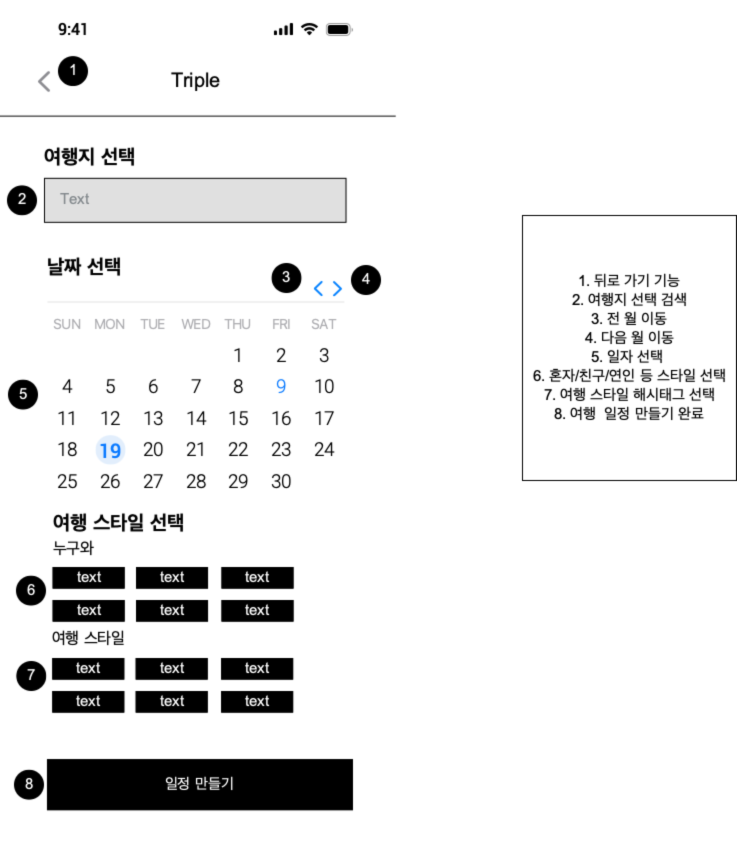 9:41
1
Triple
여행지 선택
2
Text
날짜 선택
3
4
SUN MON TUE WED THU FRI SAT
1 2 3
5
4 5 6 7 8 9 10
11 12 13 14 15 16 17
18 19 20 21 22 23 24
25 26 27 28 29 30
여행 스타일 선택
누구와
6
text text text
text text text
여행 스타일
7
text text text
text text text
8
일정 만들기
1. 뒤로 가기 기능
2. 여행지 선택 검색
3. 전 월 이동
4. 다음 월 이동
5. 일자 선택
6. 혼자/친구/연인 등 스타일 선택
7. 여행 스타일 해시태그 선택
8. 여행 일정 만들기 완료